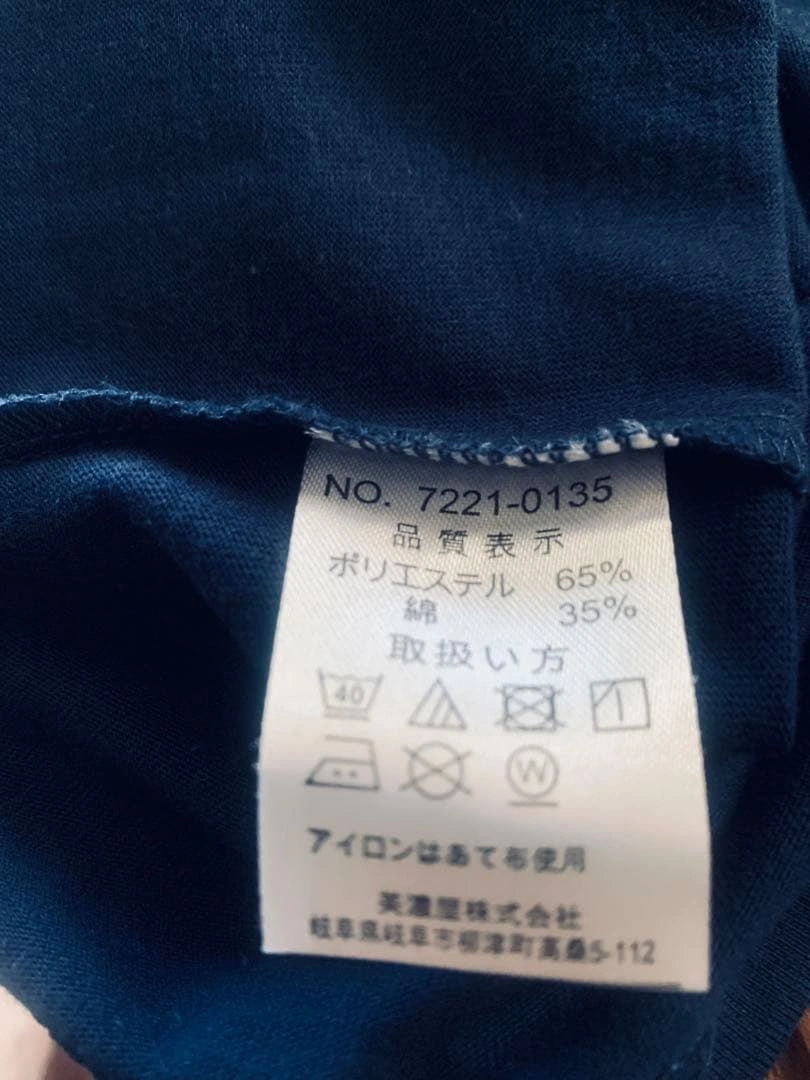 NO. 7221-0135
品質表示
ポリエステル 65%
綿 35%
取扱い方
40
W
アイロンはあて布使用
美濃屋株式会社
岐阜県岐阜市柳津町高桑5-112